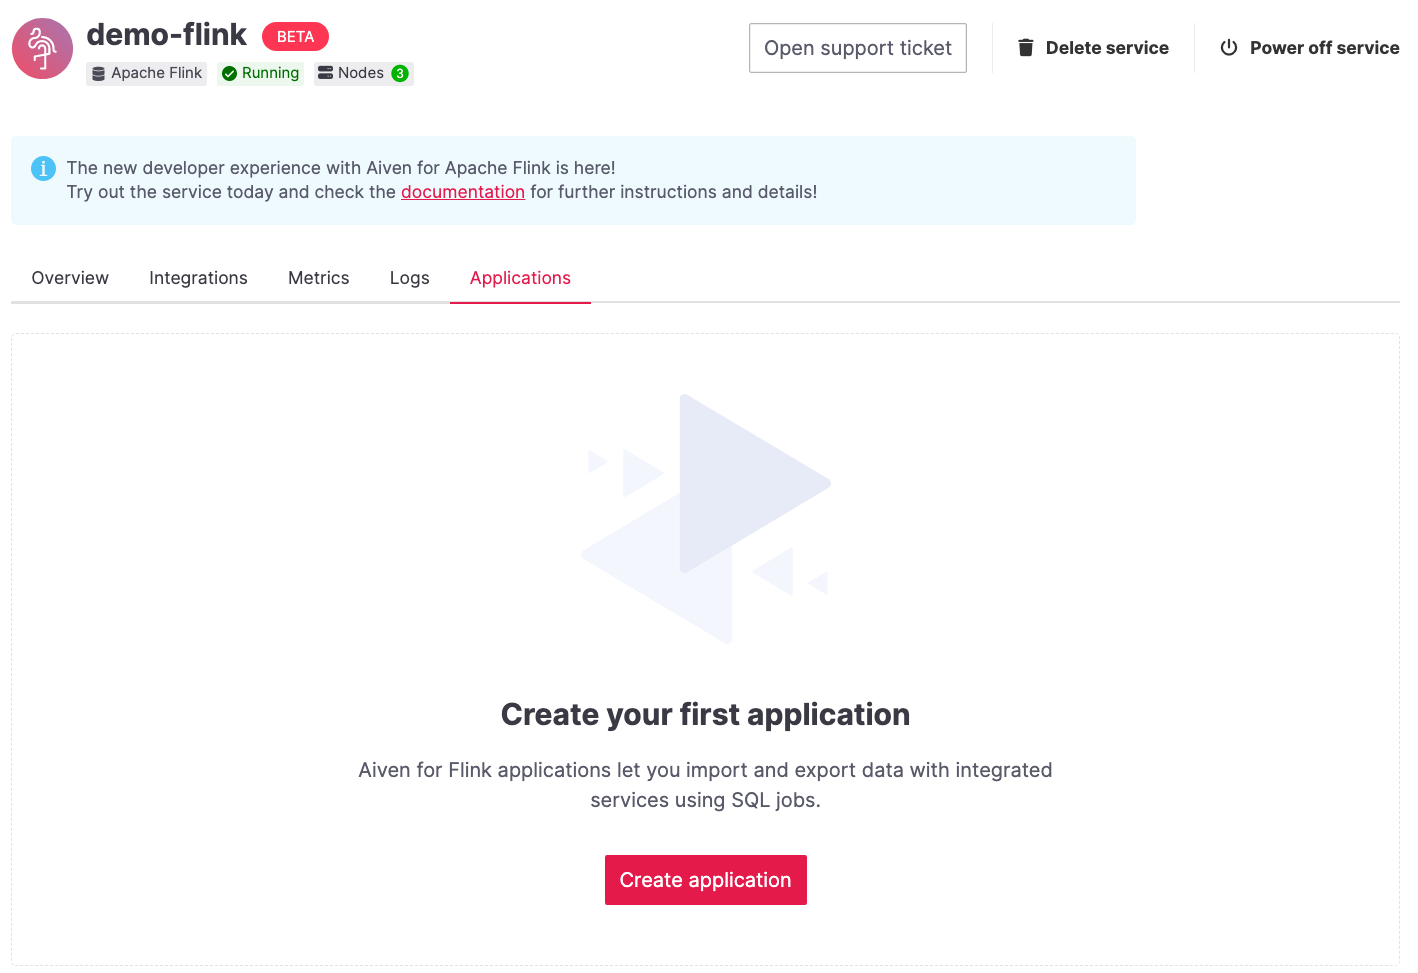 demo-flink BETA
Apache Flink Running Nodes 3
Open support ticket
Delete service
Power off service
The new developer experience with Aiven for Apache Flink is here!
Try out the service today and check the documentation for further instructions and details!
Overview Integrations Metrics Logs Applications
Create your first application
Aiven for Flink applications let you import and export data with integrated
services using SQL jobs.
Create application